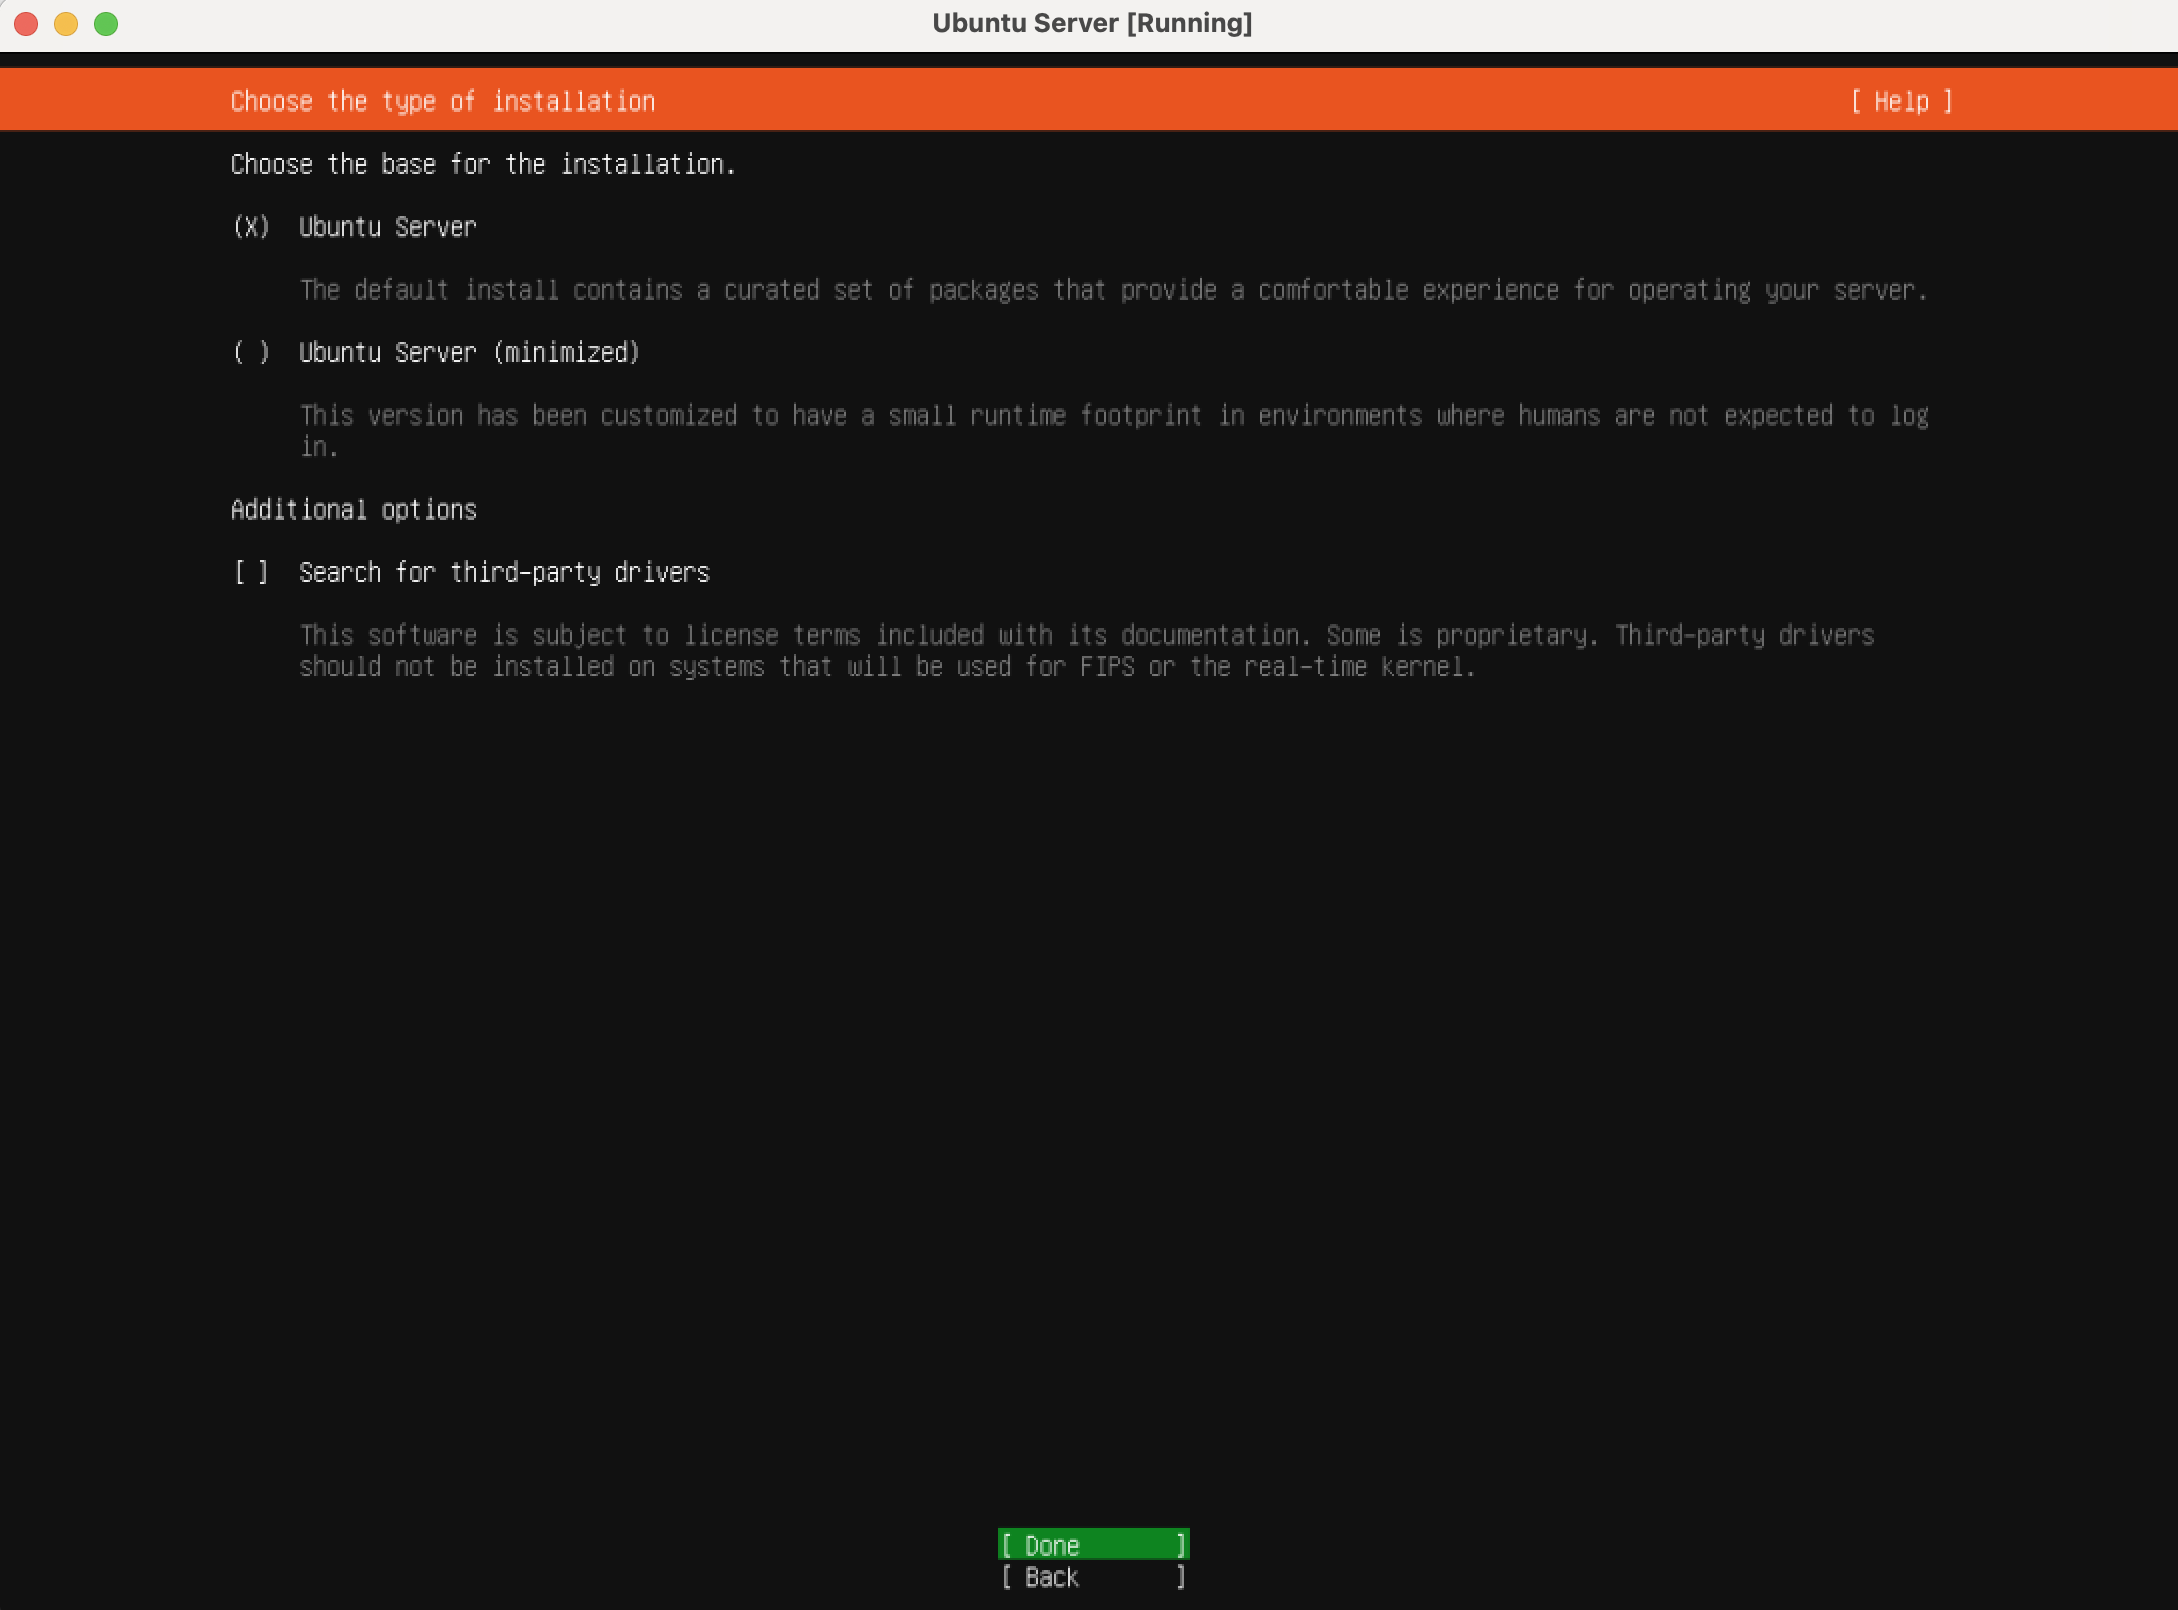 Ubuntu Server [Running]
Choose the type of installation [ Help ]
Choose the base for the installation.
(X) Ubuntu Server
The default install contains a curated set of packages that provide a comfortable experience for operating your server.
( ) Ubuntu Server (minimized)
This version has been customized to have a small runtime footprint in environments where humans are not expected to log
in.
Additional options
[ ] Search for third-party drivers
This software is subject to license terms included with its documentation. Some is proprietary. Third-party drivers
should not be installed on systems that will be used for FIPS or the real-time kernel.
[ Done ]
[ Back ]